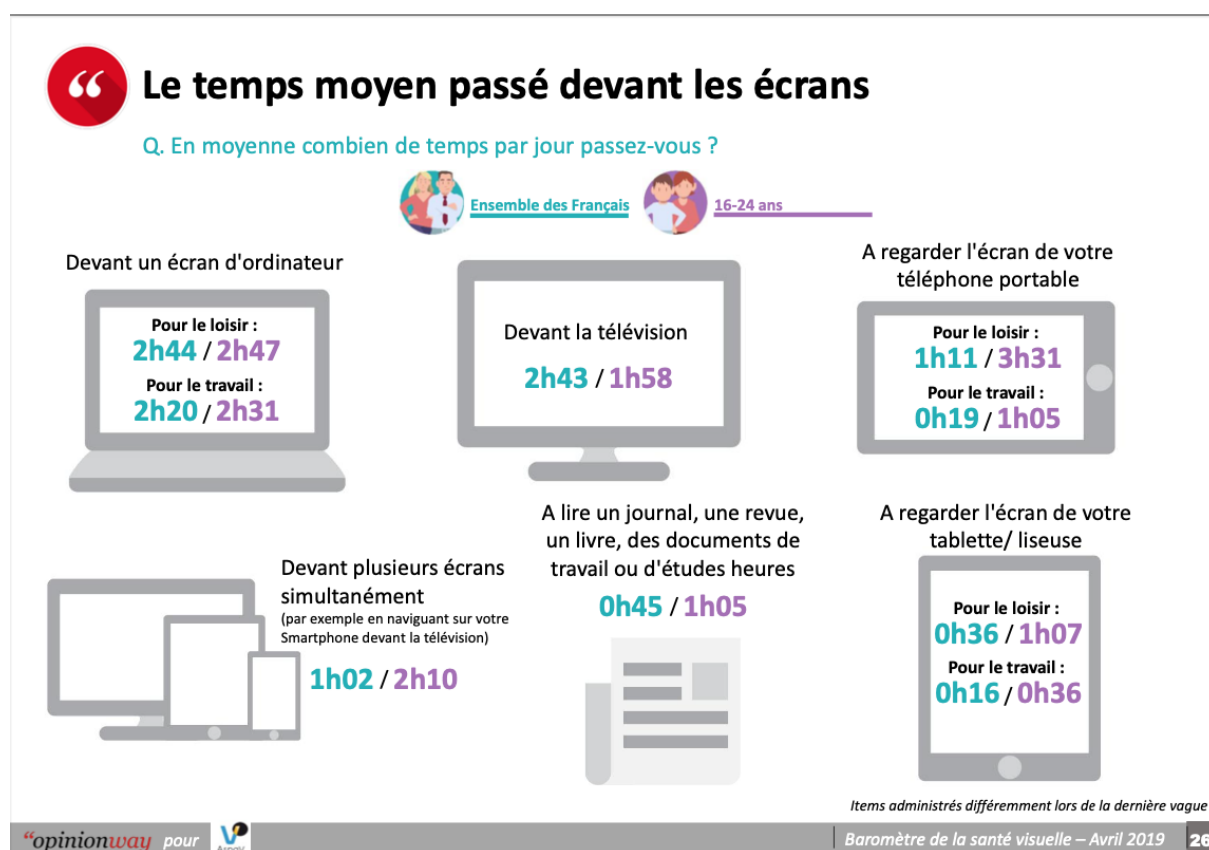 Le temps moyen passé devant les écrans
Q. En moyenne combien de temps par jour passez-vous ?
Ensemble des Français
16-24 ans
Devant un écran d'ordinateur
Pour le loisir :
2h44 / 2h47
Pour le travail :
2h20 / 2h31
Devant la télévision
2h43 / 1h58
A regarder l'écran de votre
téléphone portable
Pour le loisir :
1h11 / 3h31
Pour le travail :
0h19 / 1h05
Devant plusieurs écrans
simultanément
(par exemple en naviguant sur votre
Smartphone devant la télévision)
1h02 / 2h10
A lire un journal, une revue,
un livre, des documents de
travail ou d'études heures
0h45 / 1h05
A regarder l'écran de votre
tablette/ liseuse
Pour le loisir :
0h36 / 1h07
Pour le travail :
0h16 / 0h36
Items administrés différemment lors de la dernière vague
“opinionway pour
Baromètre de la santé visuelle – Avril 2019
26